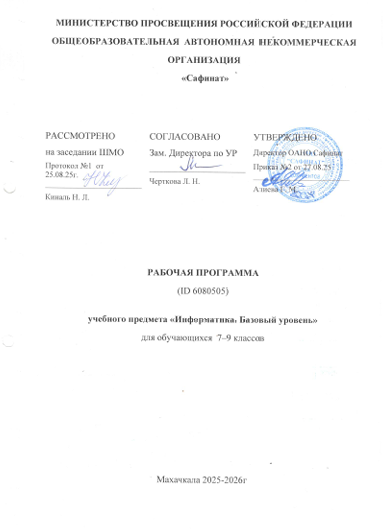 МИНИСТЕРСТВО ПРОСВЕЩЕНИЯ РОССИЙСКОЙ ФЕДЕРАЦИИ
ОБЩЕОБРАЗОВАТЕЛЬНАЯ АВТОНОМНАЯ НЕКОММЕРЧЕСКАЯ
ОРГАНИЗАЦИЯ
«Сафинат»
РАССМОТРЕНО
на заседании ШМО
Протокол №1 от
25.08.25г.
Киналь Н. Л.
СОГЛАСОВАНО
Зам. Директора по УР
Черткова Л. Н.
УТВЕРЖДЕНО
Директор ОАНО Сафинат
Приказ №2 от 27.08.25г
Алиева М.
РАБОЧАЯ ПРОГРАММА
(ID 6080505)
учебного предмета «Информатика. Базовый уровень»
для обучающихся 7–9 классов
Махачкала 2025-2026г